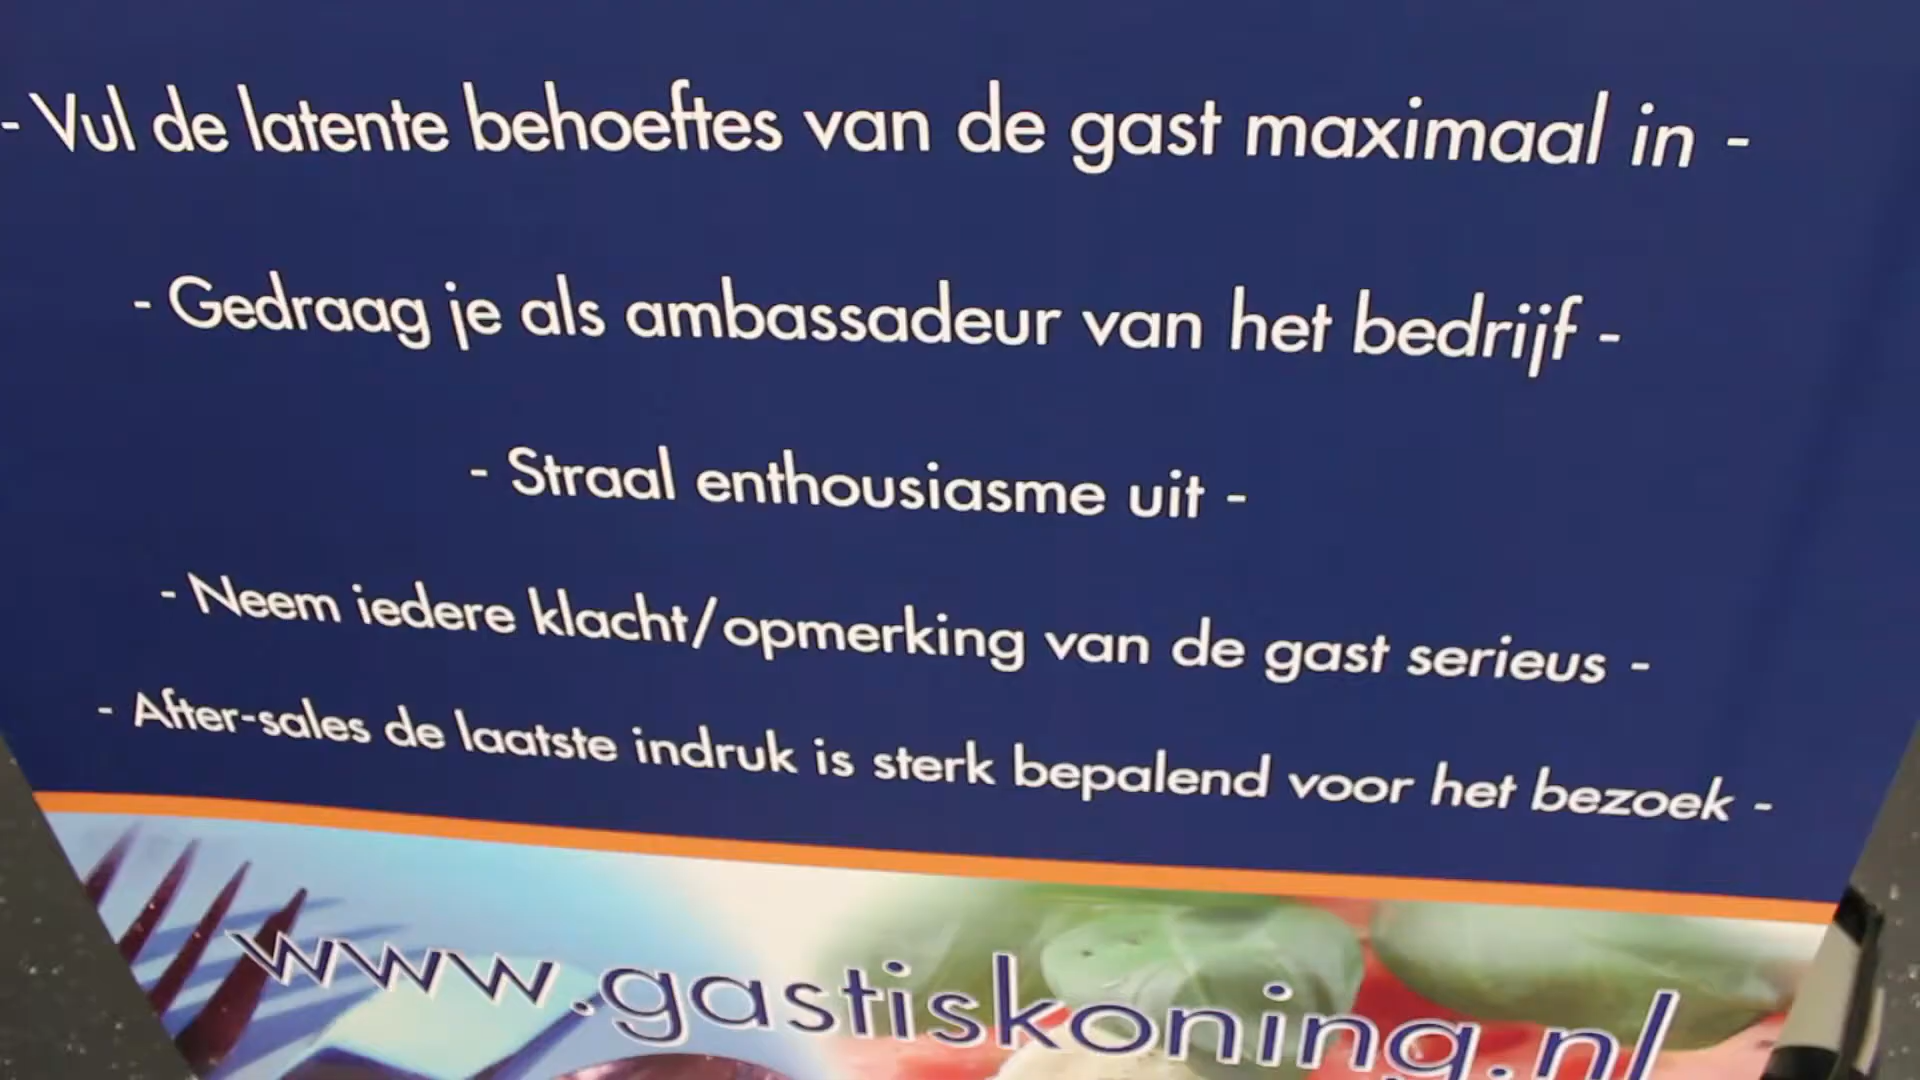 - Vul de latente behoeftes van de gast maximaal in -
- Gedraag je als ambassadeur van het bedrijf -
- Straal enthousiasme uit -
- Neem iedere klacht/opmerking van de gast serieus -
- After-sales de laatste indruk is sterk bepalend voor het bezoek -
www.gastiskoning.nl